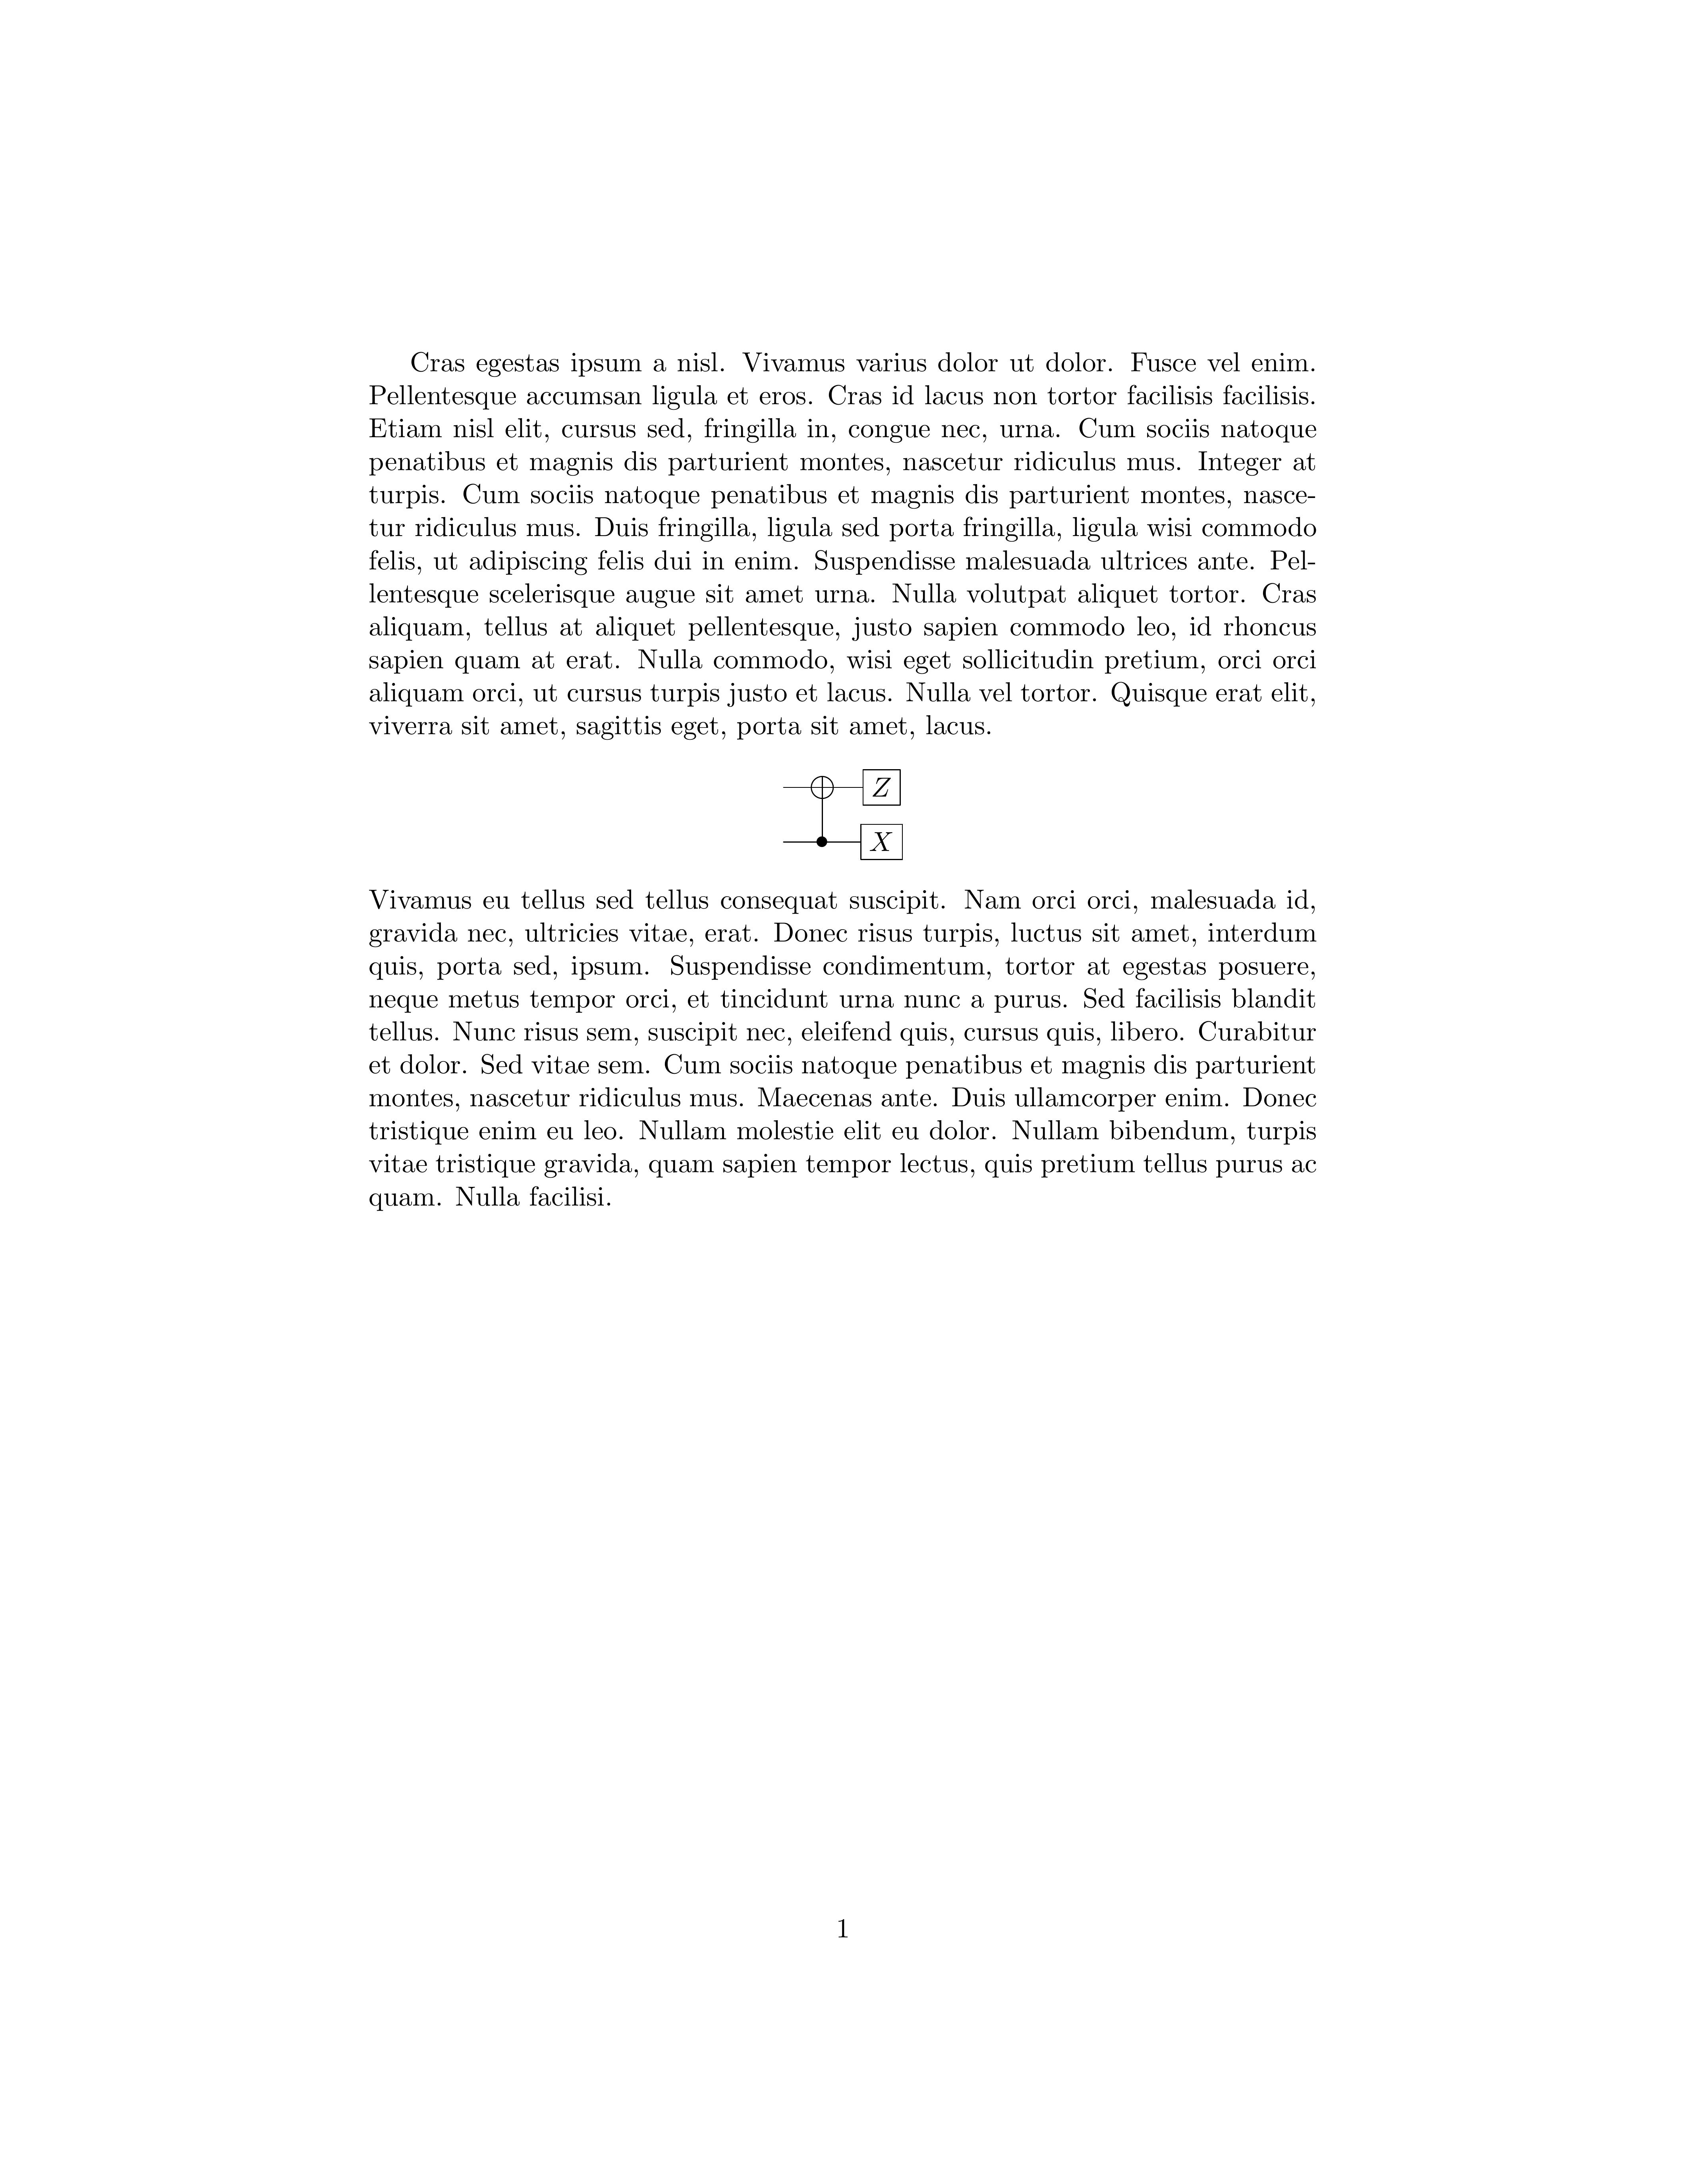 Cras egestas ipsum a nisl. Vivamus varius dolor ut dolor. Fusce vel enim.
Pellentesque accumsan ligula et eros. Cras id lacus non tortor facilisis facilisis.
Etiam nisl elit, cursus sed, fringilla in, congue nec, urna. Cum sociis natoque
penatibus et magnis dis parturient montes, nascetur ridiculus mus. Integer at
turpis. Cum sociis natoque penatibus et magnis dis parturient montes, nasce-
tur ridiculus mus. Duis fringilla, ligula sed porta fringilla, ligula wisi commodo
felis, ut adipiscing felis dui in enim. Suspendisse malesuada ultrices ante. Pel-
lentesque scelerisque augue sit amet urna. Nulla volutpat aliquet tortor. Cras
aliquam, tellus at aliquet pellentesque, justo sapien commodo leo, id rhoncus
sapien quam at erat. Nulla commodo, wisi eget sollicitudin pretium, orci orci
aliquam orci, ut cursus turpis justo et lacus. Nulla vel tortor. Quisque erat elit,
viverra sit amet, sagittis eget, porta sit amet, lacus.
Z
X
Vivamus eu tellus sed tellus consequat suscipit. Nam orci orci, malesuada id,
gravida nec, ultricies vitae, erat. Donec risus turpis, luctus sit amet, interdum
quis, porta sed, ipsum. Suspendisse condimentum, tortor at egestas posuere,
neque metus tempor orci, et tincidunt urna nunc a purus. Sed facilisis blandit
tellus. Nunc risus sem, suscipit nec, eleifend quis, cursus quis, libero. Curabitur
et dolor. Sed vitae sem. Cum sociis natoque penatibus et magnis dis parturient
montes, nascetur ridiculus mus. Maecenas ante. Duis ullamcorper enim. Donec
tristique enim eu leo. Nullam molestie elit eu dolor. Nullam bibendum, turpis
vitae tristique gravida, quam sapien tempor lectus, quis pretium tellus purus ac
quam. Nulla facilisi.
1